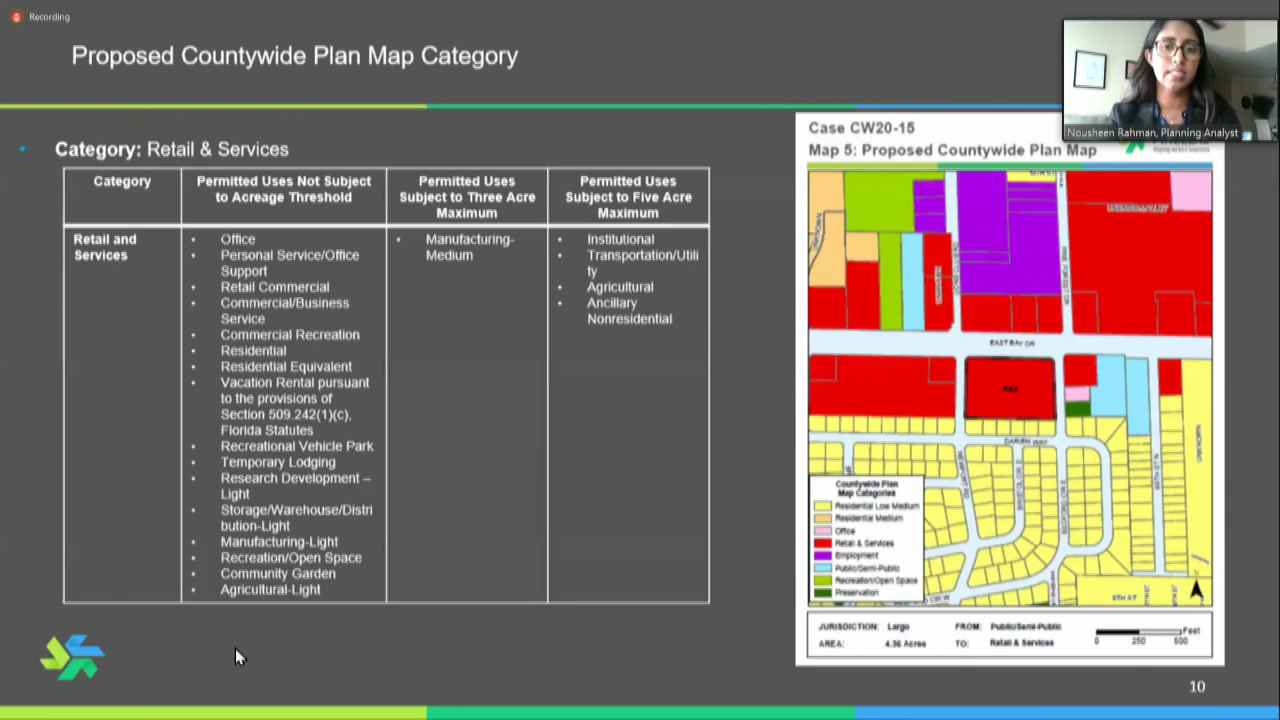 Recording
Proposed Countywide Plan Map Category
Nousheen Rahman, Planning Analyst
Category: Retail & Services
Category
Permitted Uses Not Subject
to Acreage Threshold
Permitted Uses
Subject to Three Acre
Maximum
Permitted Uses
Subject to Five Acre
Maximum
Retail and
Services
Office
Personal Service/Office
Support
Retail Commercial
Commercial/Business
Service
Commercial Recreation
Residential
Residential Equivalent
Vacation Rental pursuant
to the provisions of
Section 509.242(1)(c),
Florida Statutes
Recreational Vehicle Park
Temporary Lodging
Research Development –
Light
Storage/Warehouse/Distri
bution-Light
Manufacturing-Light
Recreation/Open Space
Community Garden
Agricultural-Light
Manufacturing-
Medium
Institutional
Transportation/Utili
ty
Agricultural
Ancillary
Nonresidential
Case CW20-15
Map 5: Proposed Countywide Plan Map
EAST BAY DR
R&S
DARIEN WAY
NEWPORT RD
PINE FOREST DR
9TH ST
Countywide Plan
Map Categories
Residential Low Medium
Residential Medium
Office
Retail & Services
Employment
Public/Semi-Public
Recreation/Open Space
Preservation
JURISDICTION: Largo FROM: Public/Semi-Public
AREA: 4.36 Acres TO: Retail & Services
Feet
0 250 500
10